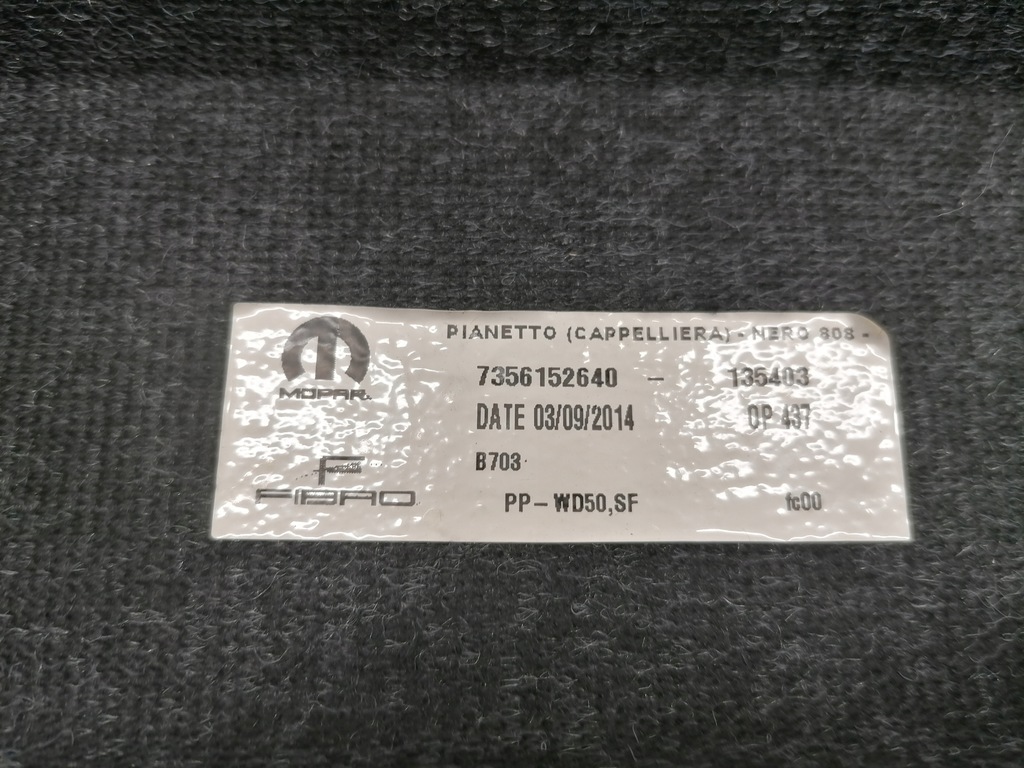 PIANETTO (CAPPELLIERA) - NERO 808 -
MOPAR®
7356152640 - 135403
DATE 03/09/2014 OP 437
B703
FIBRO
PP-WD50,SF fc00